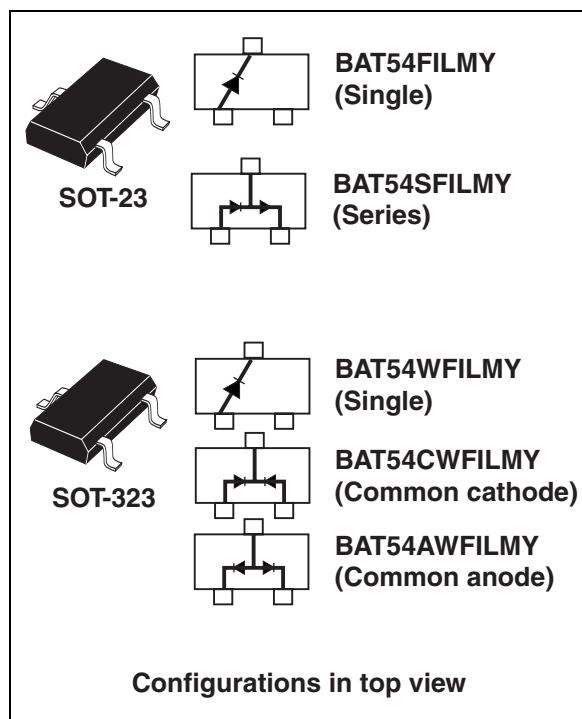 BAT54FILMY
(Single)
SOT-23
BAT54SFILMY
(Series)
BAT54WFILMY
(Single)
SOT-323
BAT54CWFILMY
(Common cathode)
BAT54AWFILMY
(Common anode)
Configurations in top view